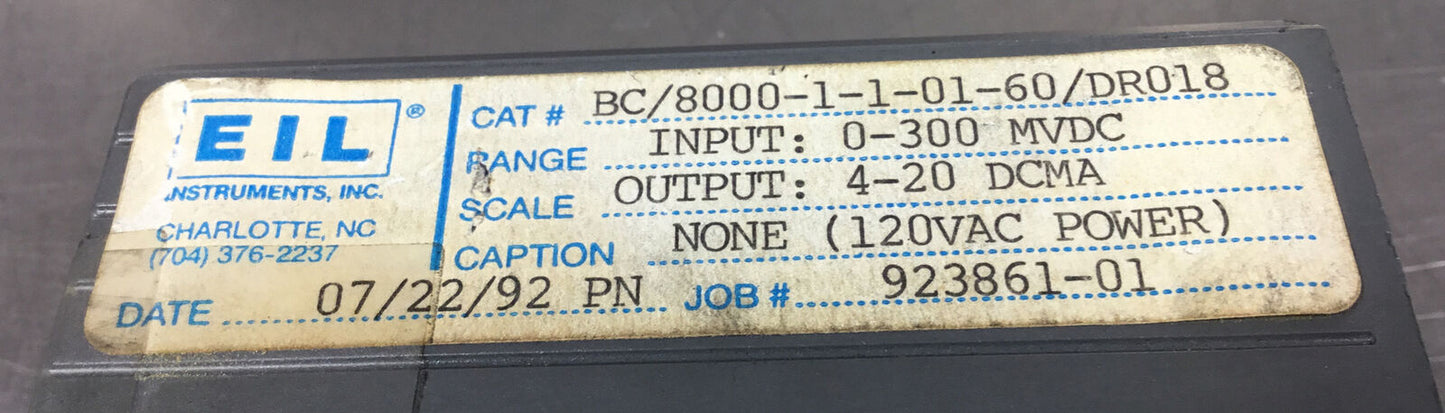 EIL ®
INSTRUMENTS, INC.
CHARLOTTE, NC
(704) 376-2237
CAT # BC/8000-1-1-01-60/DR018
RANGE INPUT: 0-300 MVDC
SCALE OUTPUT: 4-20 DCMA
CAPTION NONE (120VAC POWER)
DATE 07/22/92 PN JOB # 923861-01